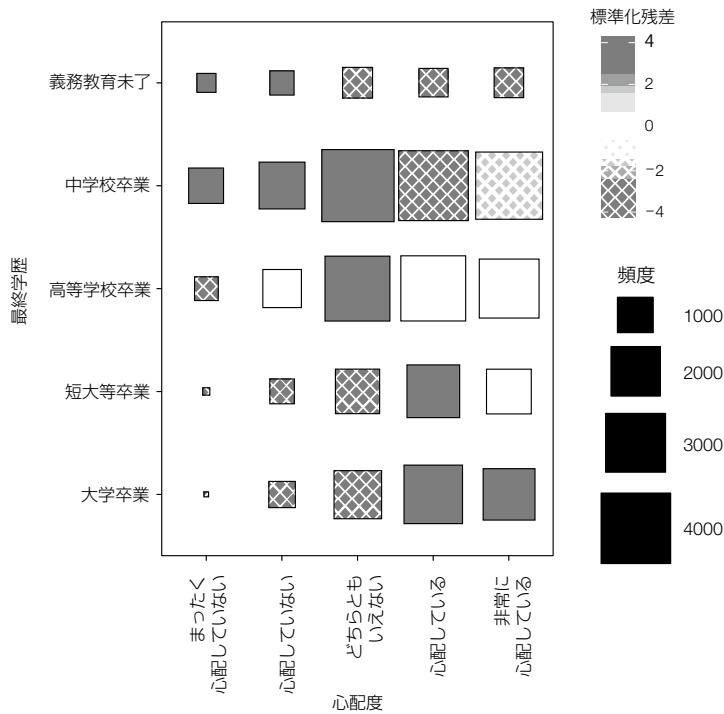 標準化残差
4
2
0
−2
−4
頻度
1000
2000
3000
4000
最終学歴
義務教育未了
中学校卒業
高等学校卒業
短大等卒業
大学卒業
まったく
心配していない
心配していない
どちらとも
いえない
心配している
非常に
心配している
心配度